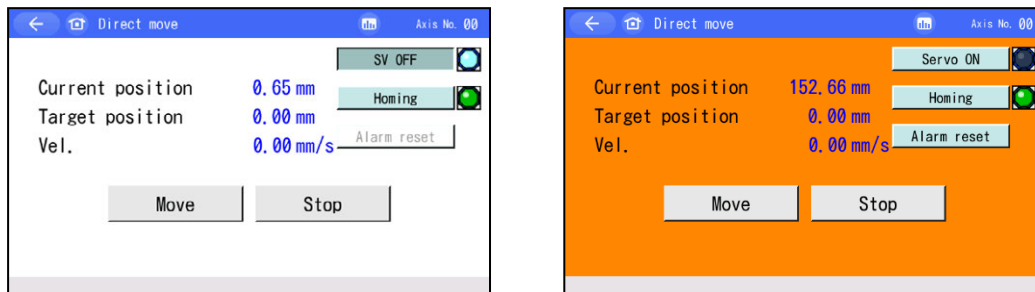 Direct move Axis No. 00
SV OFF
Current position 0.65 mm
Homing
Target position 0.00 mm
Alarm reset
Vel. 0.00 mm/s
Move Stop
Direct move Axis No. 00
Servo ON
Current position 152.66 mm
Homing
Target position 0.00 mm
Alarm reset
Vel. 0.00 mm/s
Move Stop